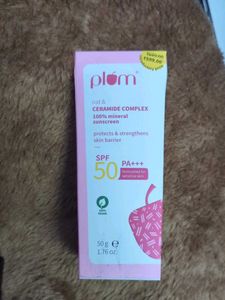 plum
oat &
CERAMIDE COMPLEX
100% mineral
sunscreen
protects & strengthens
skin barrier
SPF
50
PA+++
formulated for
sensitive skin
50 g e
1.76 oz.